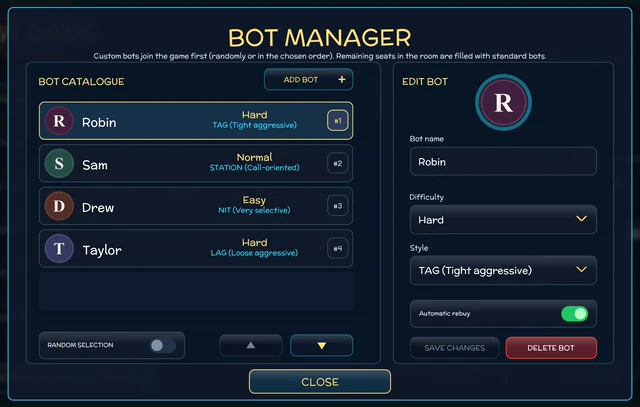 BOT MANAGER
Custom bots join the game first (randomly or in the chosen order). Remaining seats in the room are filled with standard bots.
BOT CATALOGUE
ADD BOT +
R
Robin
Hard
TAG (Tight aggressive)
#1
S
Sam
Normal
STATION (Call-oriented)
#2
D
Drew
Easy
NIT (Very selective)
#3
T
Taylor
Hard
LAG (Loose aggressive)
#4
RANDOM SELECTION
▲
▼
EDIT BOT
R
Bot name
Robin
Difficulty
Hard
Style
TAG (Tight aggressive)
Automatic rebuy
SAVE CHANGES
DELETE BOT
CLOSE